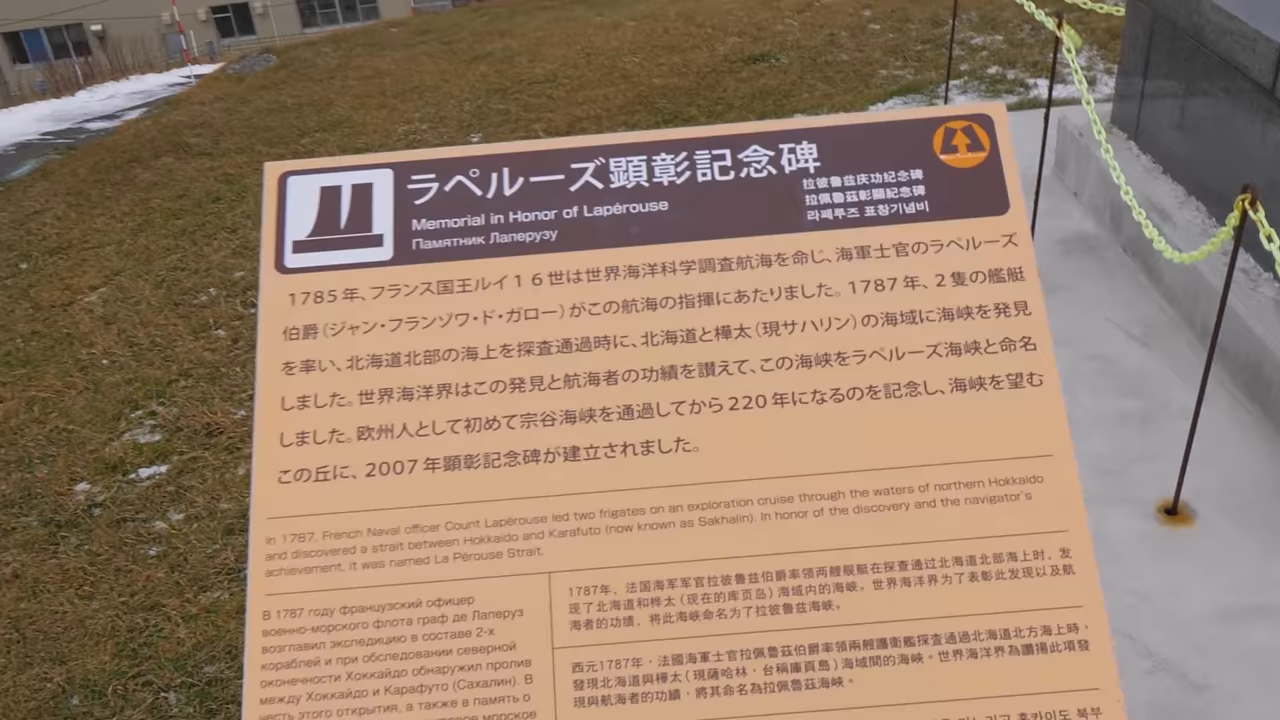 ラペルーズ顕彰記念碑
Memorial in Honor of Lapérouse
Памятник Лаперузу
拉彼鲁兹庆功纪念碑
拉佩魯茲彰顯紀念碑
라페루즈 표창기념비
1785年、フランス国王ルイ16世は世界海洋科学調査航海を命じ、海軍士官のラペルーズ
伯爵（ジャン・フランゾワ・ド・ガロー）がこの航海の指揮にあたりました。1787年、2隻の艦艇
を率い、北海道北部の海上を探査通過時に、北海道と樺太（現サハリン）の海域に海峡を発見
しました。世界海洋界はこの発見と航海者の功績を讃えて、この海峡をラペルーズ海峡と命名
しました。欧州人として初めて宗谷海峡を通過してから220年になるのを記念し、海峡を望む
この丘に、2007年顕彰記念碑が建立されました。
In 1787, French Naval officer Count Lapérouse led two frigates on an exploration cruise through the waters of northern Hokkaido
and discovered a strait between Hokkaido and Karafuto (now known as Sakhalin). In honor of the discovery and the navigator's
achievement, it was named La Pérouse Strait.
В 1787 году французский офицер
военно-морского флота граф де Лаперуз
возглавил экспедицию в составе 2-х
кораблей и при обследовании северной
оконечности Хоккайдо обнаружил пролив
между Хоккайдо и Карафуто (Сахалин). В
честь этого открытия, а также в память о
морское
1787年，法国海军军官拉彼鲁兹伯爵率领两艘舰艇在探查通过北海道北部海上时，发
现了北海道和桦太（现在的库页岛）海域内的海峡。世界海洋界为了表彰此发现以及航
海者的功绩，将此海峡命名为了拉彼鲁兹海峡。
西元1787年，法國海軍士官拉佩魯茲伯爵率領兩艘護衛艦探查通過北海道北方海上時，
發現北海道與樺太（現薩哈林，台稱庫頁島）海域間的海峽。世界海洋界為讚揚此項發
現與航海者的功績，將其命名為拉佩魯茲海峽。
홋카이도 북부